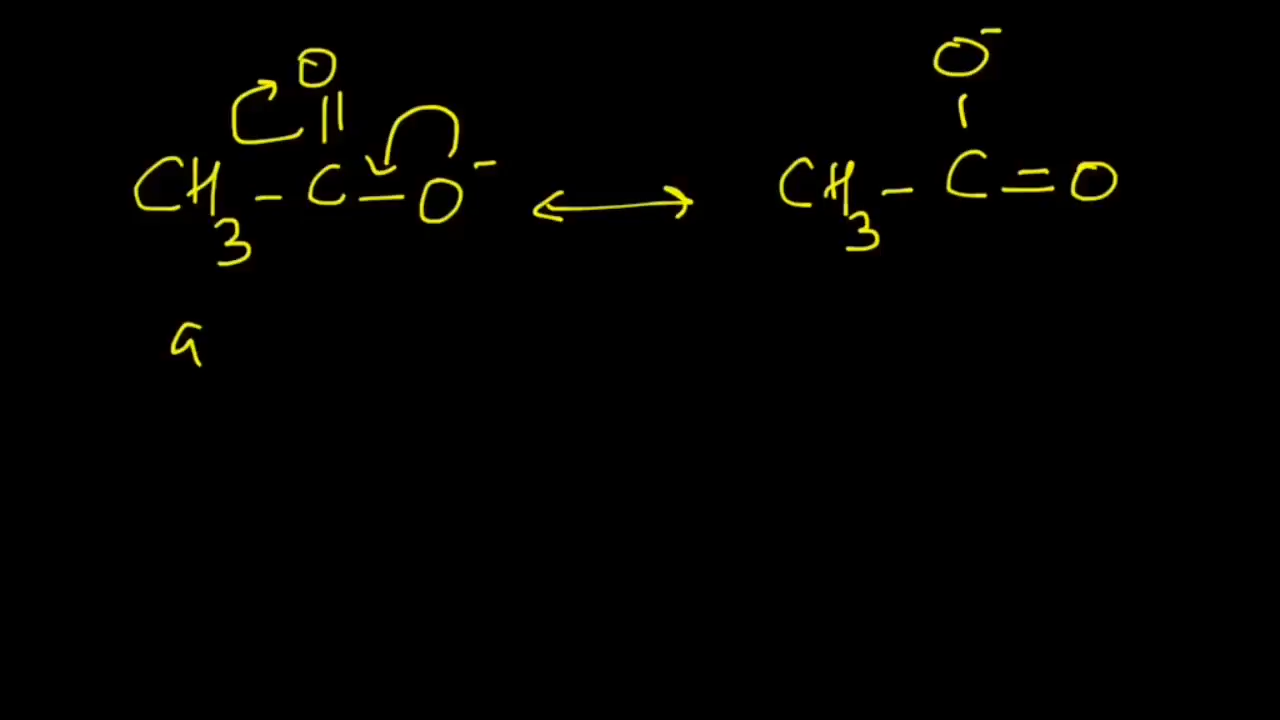 O O⁻
|| |
CH₃ - C - O⁻ ⟷ CH₃ - C = O
a